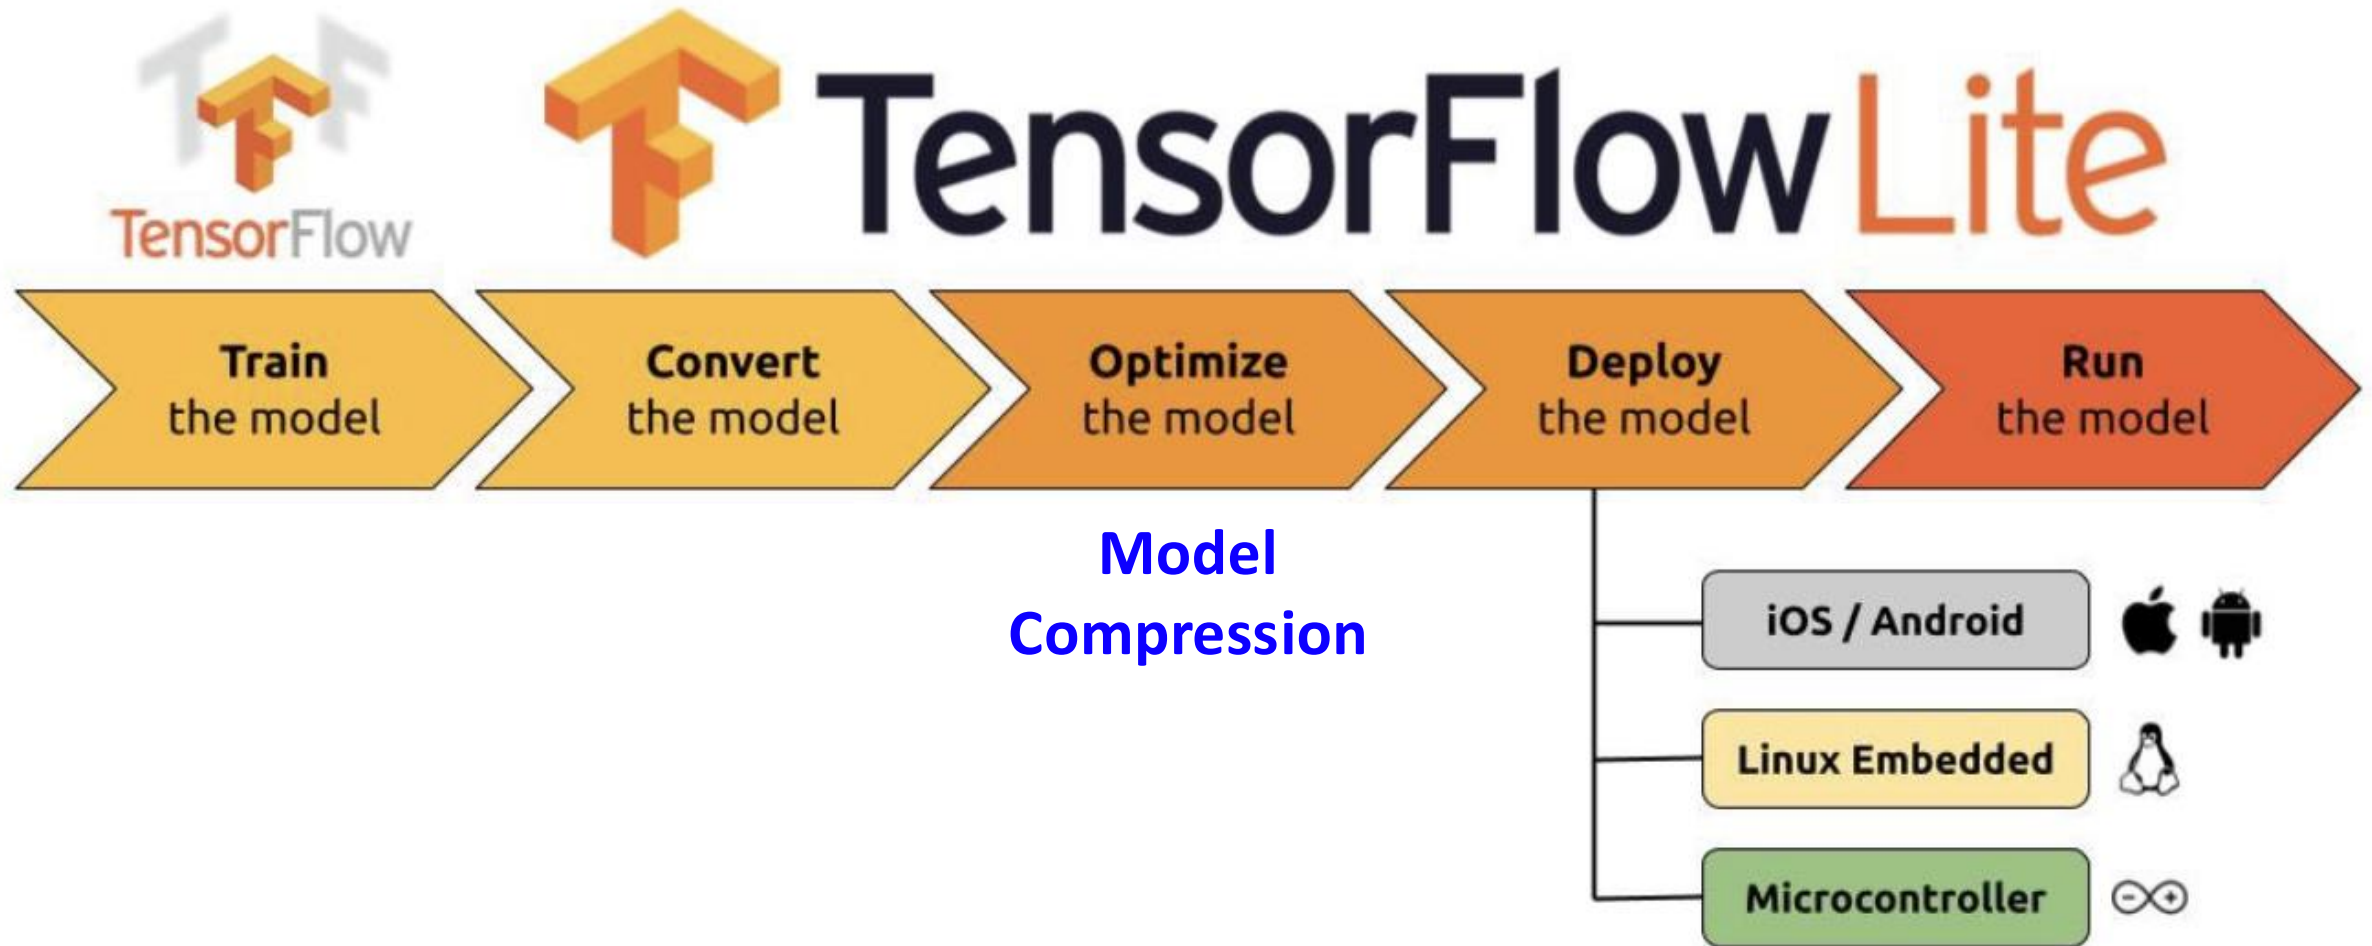 TensorFlow
TensorFlow Lite
Train
the model
Convert
the model
Optimize
the model
Deploy
the model
Run
the model
Model
Compression
iOS / Android
Linux Embedded
Microcontroller